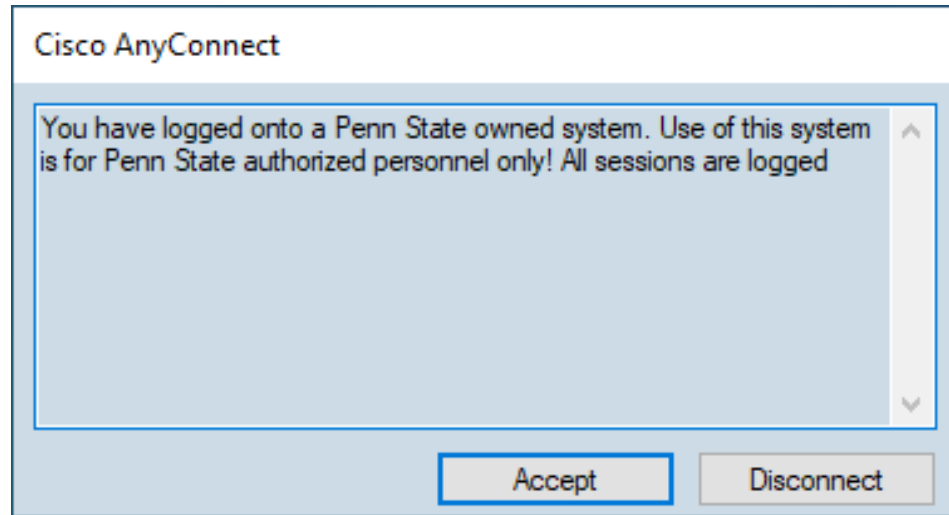 Cisco AnyConnect
You have logged onto a Penn State owned system. Use of this system
is for Penn State authorized personnel only! All sessions are logged
Accept
Disconnect